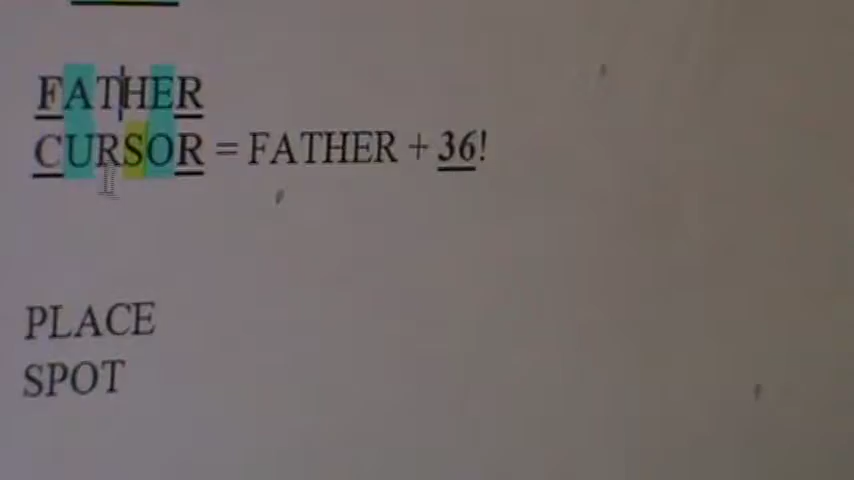 FATHER
CURSOR = FATHER + 36!
PLACE
SPOT